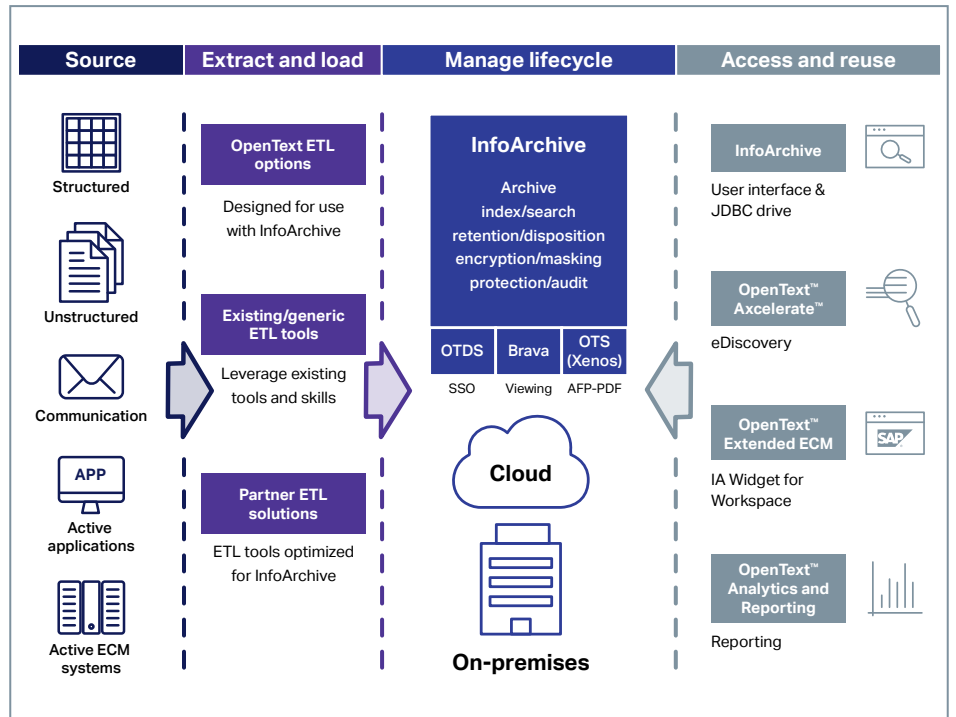 Source
Extract and load
Manage lifecycle
Access and reuse
Structured
Unstructured
Communication
APP
Active
applications
Active ECM
systems
OpenText ETL
options
Designed for use
with InfoArchive
Existing/generic
ETL tools
Leverage existing
tools and skills
Partner ETL
solutions
ETL tools optimized
for InfoArchive
InfoArchive
Archive
index/search
retention/disposition
encryption/masking
protection/audit
OTDS
Brava
OTS
(Xenos)
SSO
Viewing
AFP-PDF
Cloud
On-premises
InfoArchive
User interface &
JDBC drive
OpenText™
Axcelerate™
eDiscovery
OpenText™
Extended ECM
SAP
IA Widget for
Workspace
OpenText™
Analytics and
Reporting
Reporting